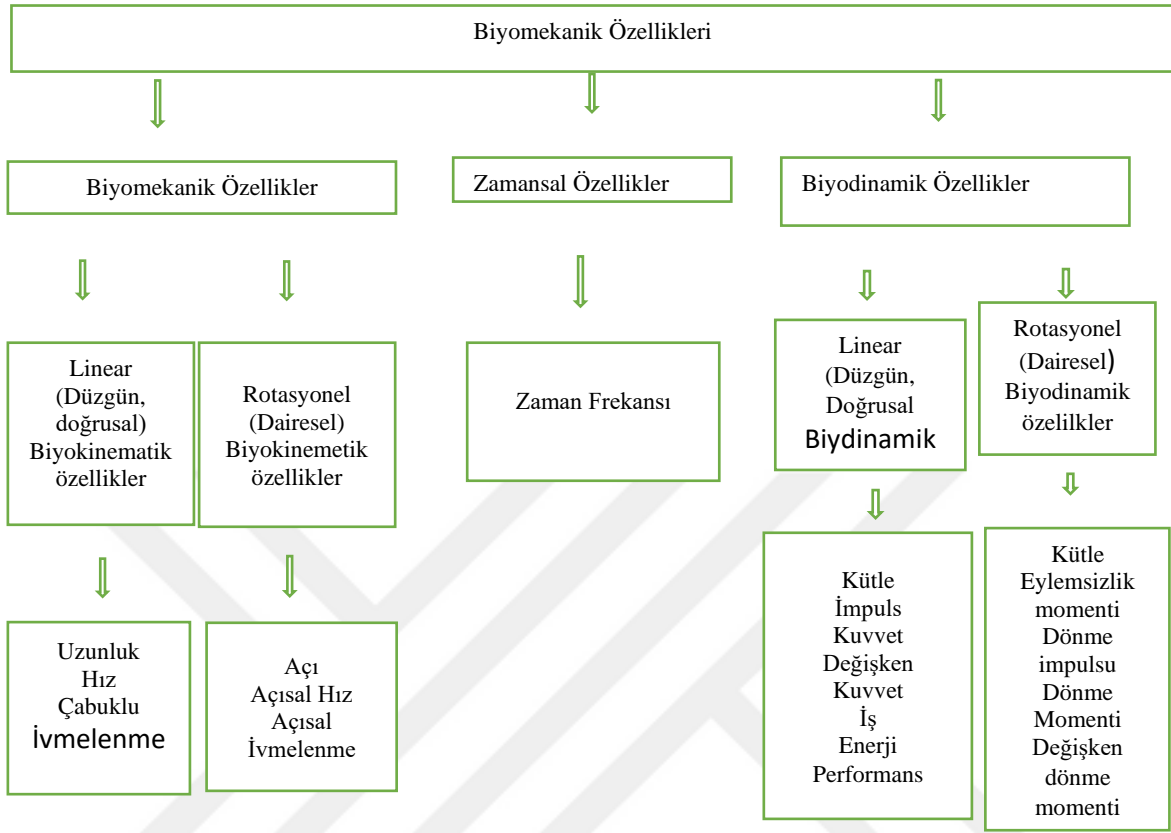 Biyomekanik Özellikleri
Biyomekanik Özellikler
Zamansal Özellikler
Biyodinamik Özellikler
Linear
(Düzgün,
doğrusal)
Biyokinematik
özellikler
Rotasyonel
(Dairesel)
Biyokinemetik
özellikler
Zaman Frekansı
Linear
(Düzgün,
Doğrusal
Biydinamik
Rotasyonel
(Dairesel)
Biyodinamik
özelilkler
Uzunluk
Hız
Çabuklu
İvmelenme
Açı
Açısal Hız
Açısal
İvmelenme
Kütle
İmpuls
Kuvvet
Değişken
Kuvvet
İş
Enerji
Performans
Kütle
Eylemsizlik
momenti
Dönme
impulsu
Dönme
Momenti
Değişken
dönme
momenti